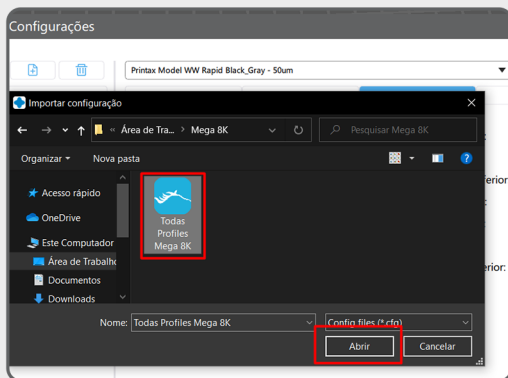 Configurações
Printax Model WW Rapid Black_Gray - 50um
Importar configuração
« Área de Tra... › Mega 8K
Pesquisar Mega 8K
Organizar
Nova pasta
Acesso rápido
OneDrive
Este Computador
Área de Trabalho
Documentos
Downloads
Todas
Profiles
Mega 8K
erior
erior:
Nome:
Todas Profiles Mega 8K
Config files (*.cfg)
Abrir
Cancelar